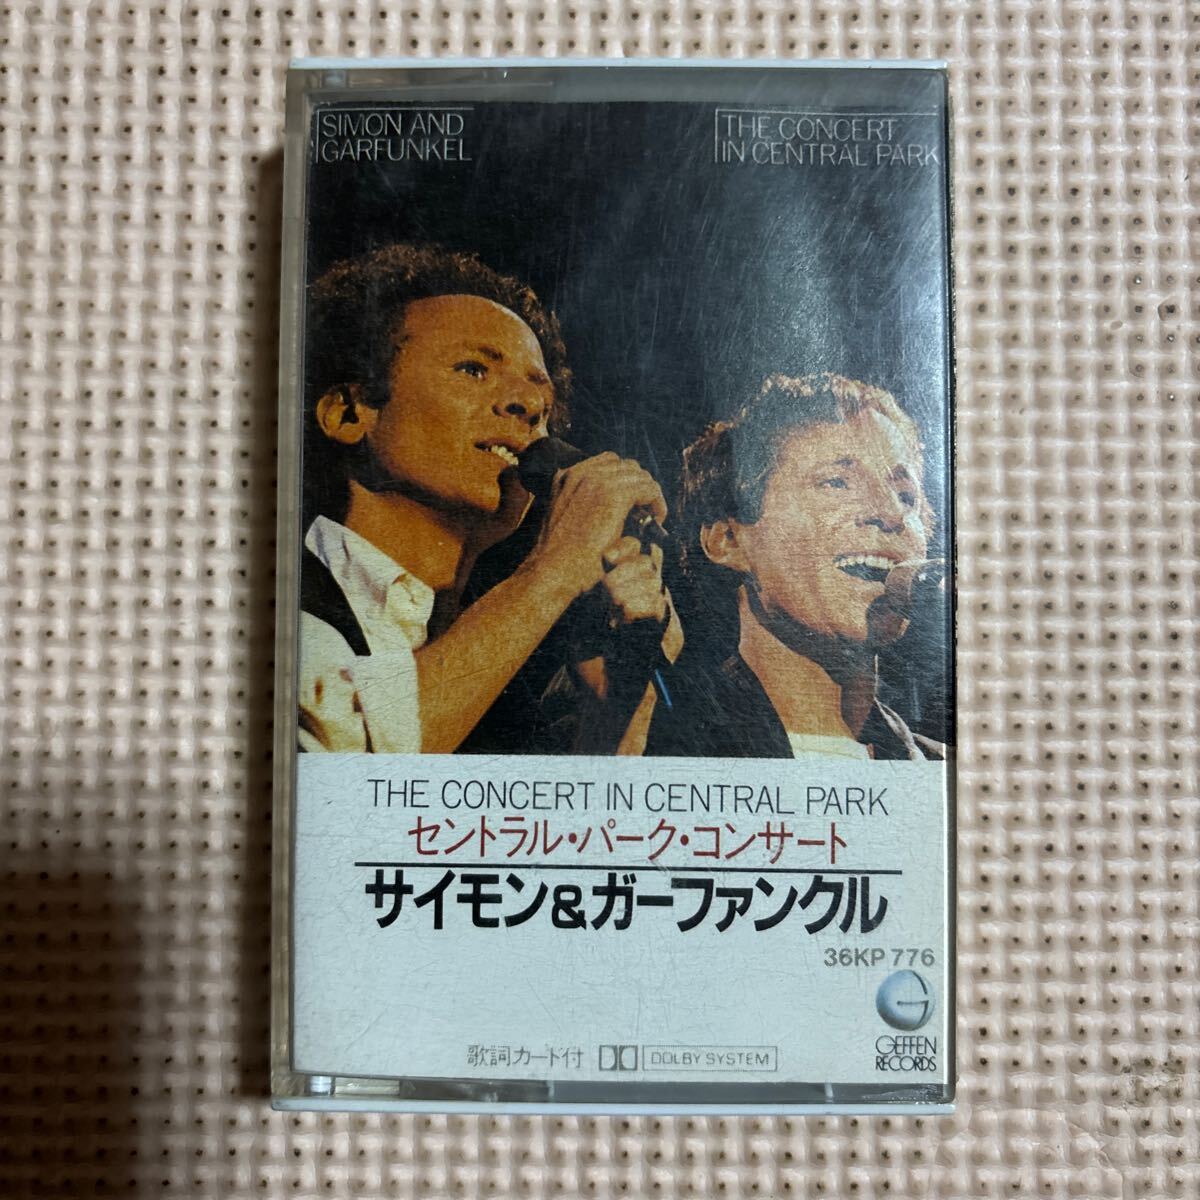 SIMON AND
GARFUNKEL
THE CONCERT
IN CENTRAL PARK
THE CONCERT IN CENTRAL PARK
セントラル・パーク・コンサート
サイモン&ガーファンクル
36KP 776
G
GEFFEN
RECORDS
歌詞カード付 DOLBY SYSTEM